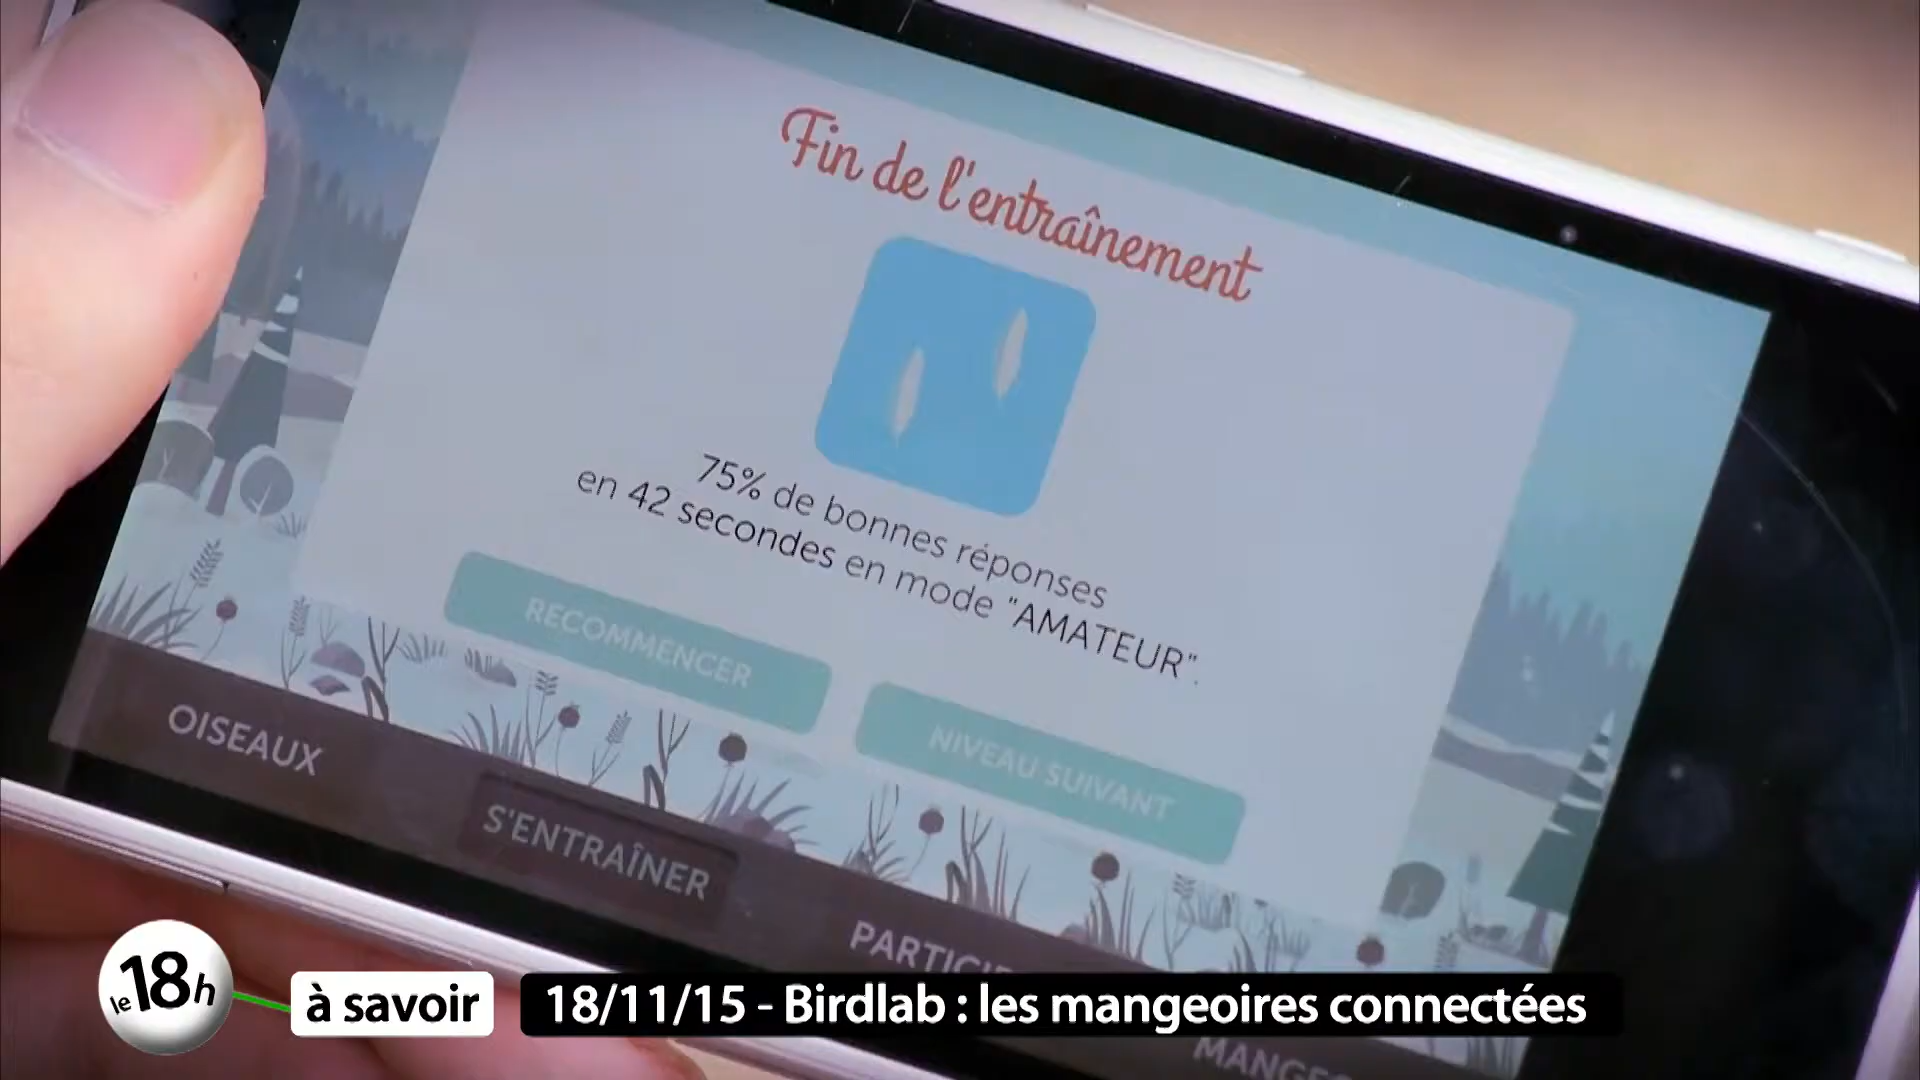 Fin de l'entraînement
75% de bonnes réponses
en 42 secondes en mode "AMATEUR".
RECOMMENCER
NIVEAU SUIVANT
OISEAUX
S'ENTRAÎNER
le 18h
à savoir
18/11/15 - Birdlab : les mangeoires connectées